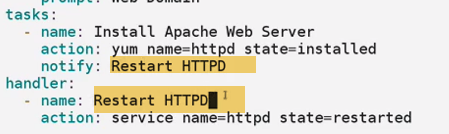 prompt: Web Domain
tasks:
  - name: Install Apache Web Server
    action: yum name=httpd state=installed
    notify: Restart HTTPD
handler:
  - name: Restart HTTPD
    action: service name=httpd state=restarted